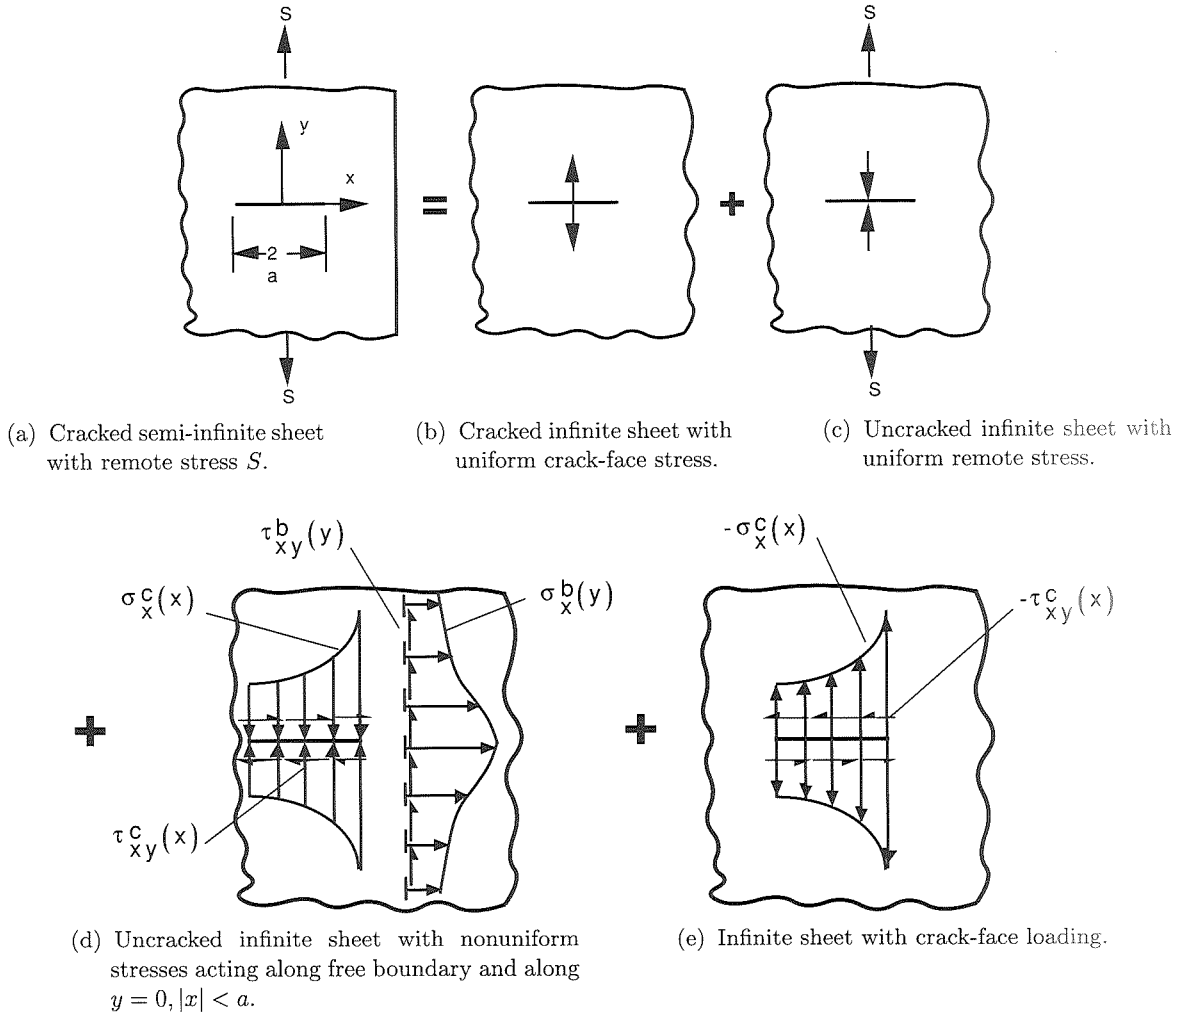 S
S
y
x
2
a
=
+
S
S
(a) Cracked semi-infinite sheet
with remote stress S.
(b) Cracked infinite sheet with
uniform crack-face stress.
(c) Uncracked infinite sheet with
uniform remote stress.
τ^b_xy(y)
-σ^c_x(x)
σ^c_x(x)
σ^b_x(y)
-τ^c_xy(x)
+
+
τ^c_xy(x)
(d) Uncracked infinite sheet with nonuniform
stresses acting along free boundary and along
y = 0, |x| < a.
(e) Infinite sheet with crack-face loading.